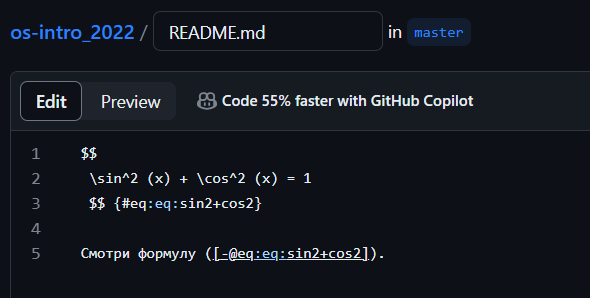 os-intro_2022 / README.md in master
Edit Preview Code 55% faster with GitHub Copilot
1 $$
2 \sin^2 (x) + \cos^2 (x) = 1
3 $$ {#eq:eq:sin2+cos2}
4
5 Смотри формулу ([-@eq:eq:sin2+cos2]).